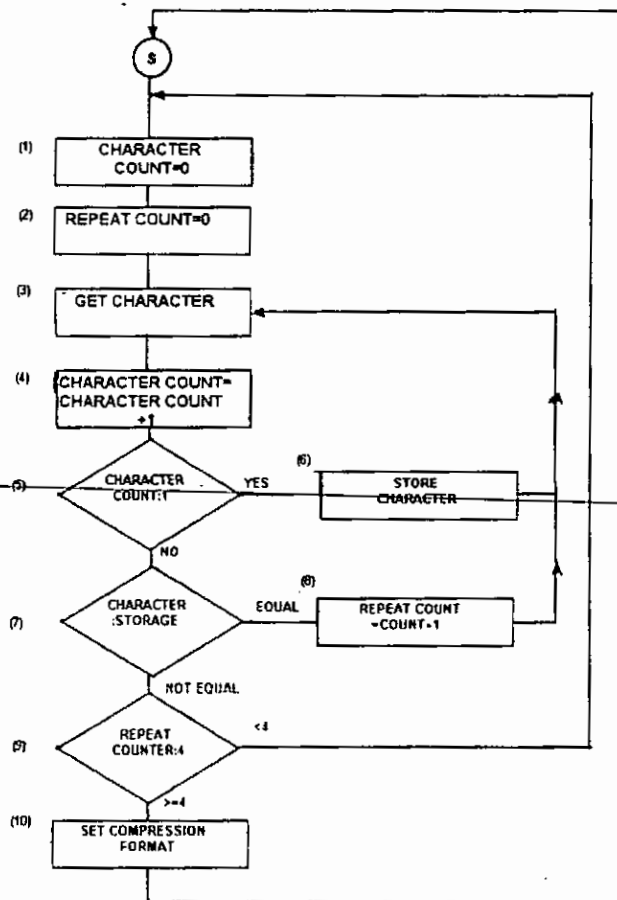 S
(1)
CHARACTER
COUNT=0
(2)
REPEAT COUNT=0
(3)
GET CHARACTER
(4)
CHARACTER COUNT=
CHARACTER COUNT
+1
(5)
CHARACTER
COUNT:1
YES
(6)
STORE
CHARACTER
NO
(7)
CHARACTER
:STORAGE
EQUAL
(8)
REPEAT COUNT
=COUNT+1
NOT EQUAL
(9)
REPEAT
COUNTER:4
<4
>=4
(10)
SET COMPRESSION
FORMAT